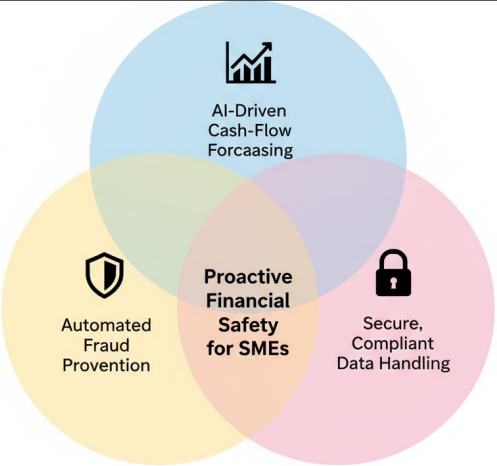 AI-Driven
Cash-Flow
Forcaasing
Proactive
Financial
Safety
for SMEs
Automated
Fraud
Provention
Secure,
Compliant
Data Handling